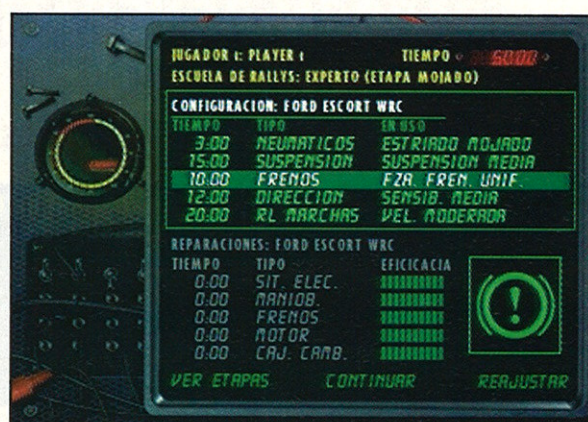 JUGADOR 1: PLAYER 1 TIEMPO 60:00
ESCUELA DE RALLYS: EXPERTO (ETAPA MOJADO)
CONFIGURACION: FORD ESCORT WRC
TIEMPO TIPO EN USO
3:00 NEUMATICOS ESTRIADO MOJADO
15:00 SUSPENSION SUSPENSION MEDIA
10:00 FRENOS FZA. FREN. UNIF.
12:00 DIRECCION SENSIB. MEDIA
20:00 RL MARCHAS VEL. MODERADA
REPARACIONES: FORD ESCORT WRC
TIEMPO TIPO EFICICACIA
0:00 SIT. ELEC.
0:00 MANIOB.
0:00 FRENOS
0:00 MOTOR
0:00 CAJ. CAMB.
VER ETAPAS CONTINUAR REAJUSTAR